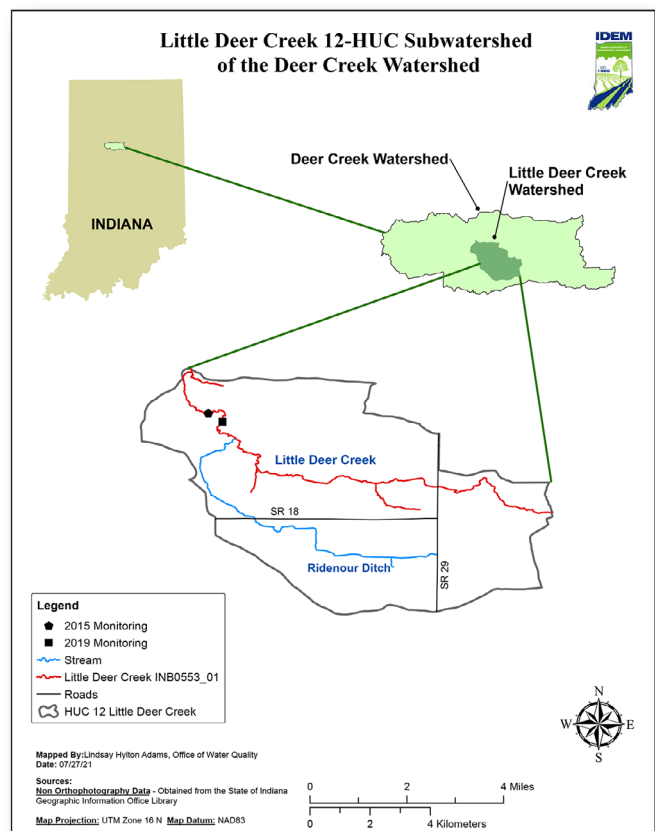 Little Deer Creek 12-HUC Subwatershed
of the Deer Creek Watershed
IDEM
Deer Creek Watershed
Little Deer Creek
Watershed
INDIANA
Little Deer Creek
SR 18
Ridenour Ditch
SR 29
Legend
2015 Monitoring
2019 Monitoring
Stream
Little Deer Creek INB0553_01
Roads
HUC 12 Little Deer Creek
N
W
E
S
Mapped By:Lindsay Hylton Adams, Office of Water Quality
Date: 07/27/21
Sources:
Non Orthophotography Data - Obtained from the State of Indiana
Geographic Information Office Library
Map Projection: UTM Zone 16 N Map Datum: NAD83
0 2 4 Miles
0 2 4 Kilometers